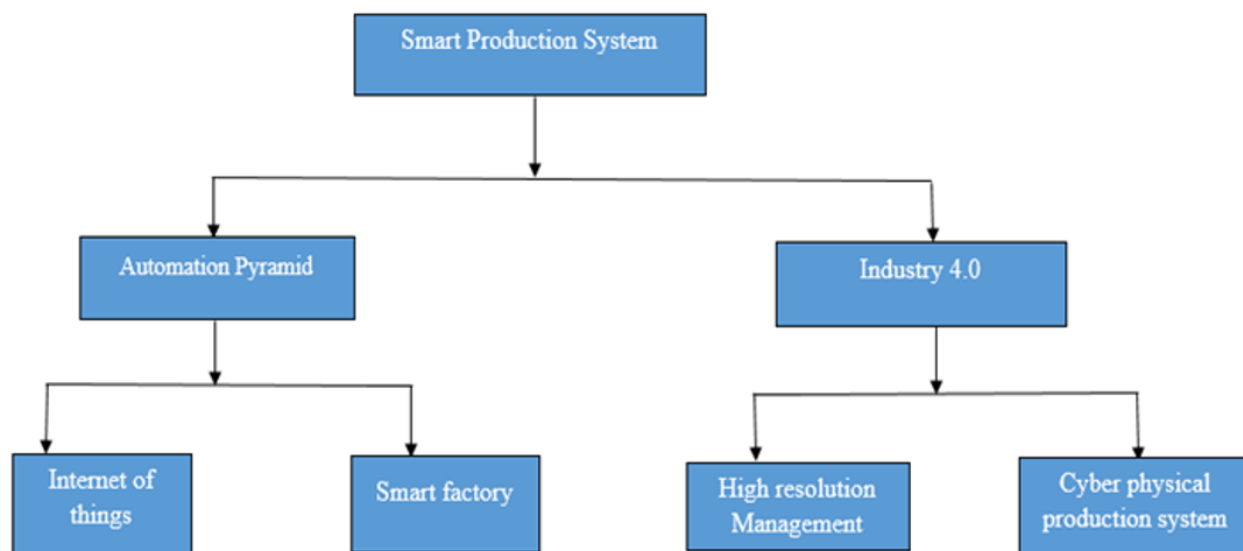 Smart Production System
Automation Pyramid
Industry 4.0
Internet of
things
Smart factory
High resolution
Management
Cyber physical
production system